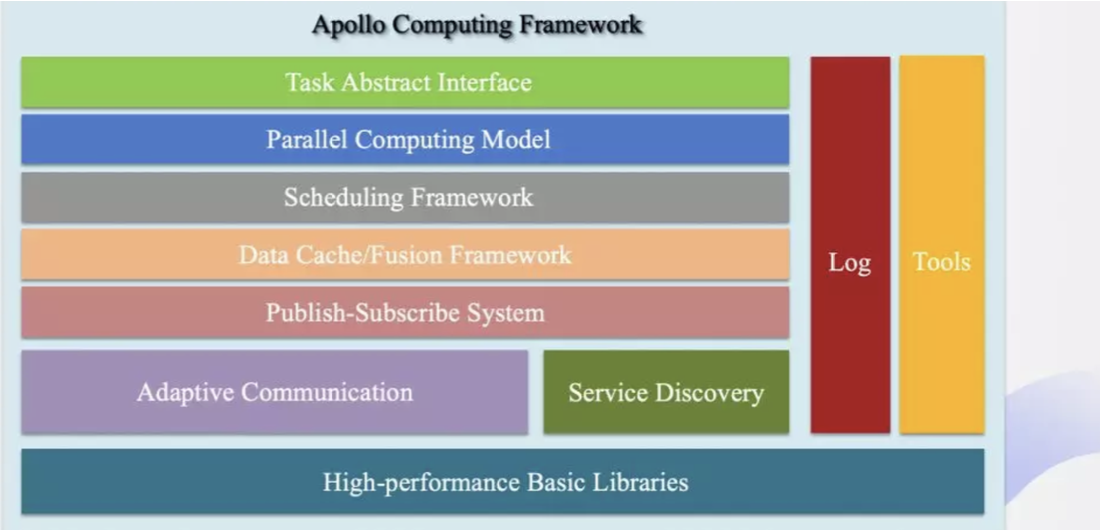 Apollo Computing Framework
Task Abstract Interface
Parallel Computing Model
Scheduling Framework
Data Cache/Fusion Framework
Publish-Subscribe System
Adaptive Communication
Service Discovery
Log
Tools
High-performance Basic Libraries